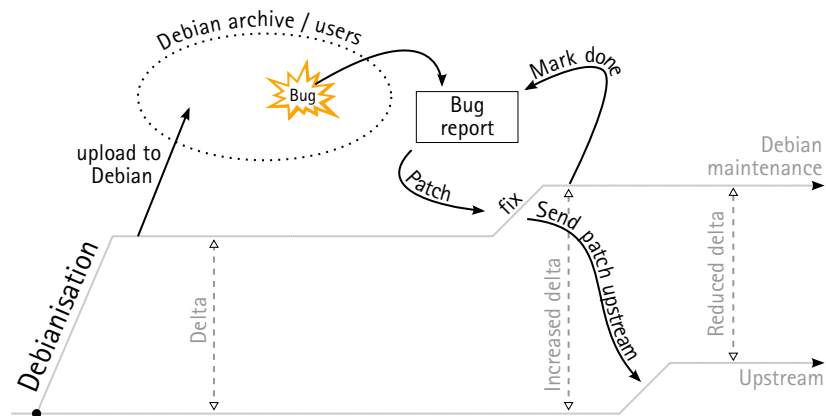 Debian archive / users
Bug
Mark done
Bug
report
upload to
Debian
Patch
fix
Debian
maintenance
Send patch upstream
Debianisation
Delta
Increased delta
Reduced delta
Upstream